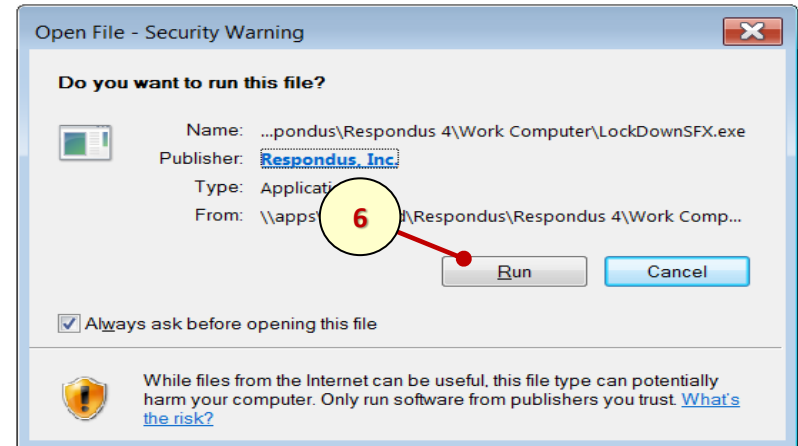 Open File - Security Warning
Do you want to run this file?
Name: ...pondus\Respondus 4\Work Computer\LockDownSFX.exe
Publisher: Respondus, Inc.
Type:
From: \\apps\ \Respondus\Respondus 4\Work Comp...
6
Run Cancel
Always ask before opening this file
While files from the Internet can be useful, this file type can potentially
harm your computer. Only run software from publishers you trust. What's
the risk?